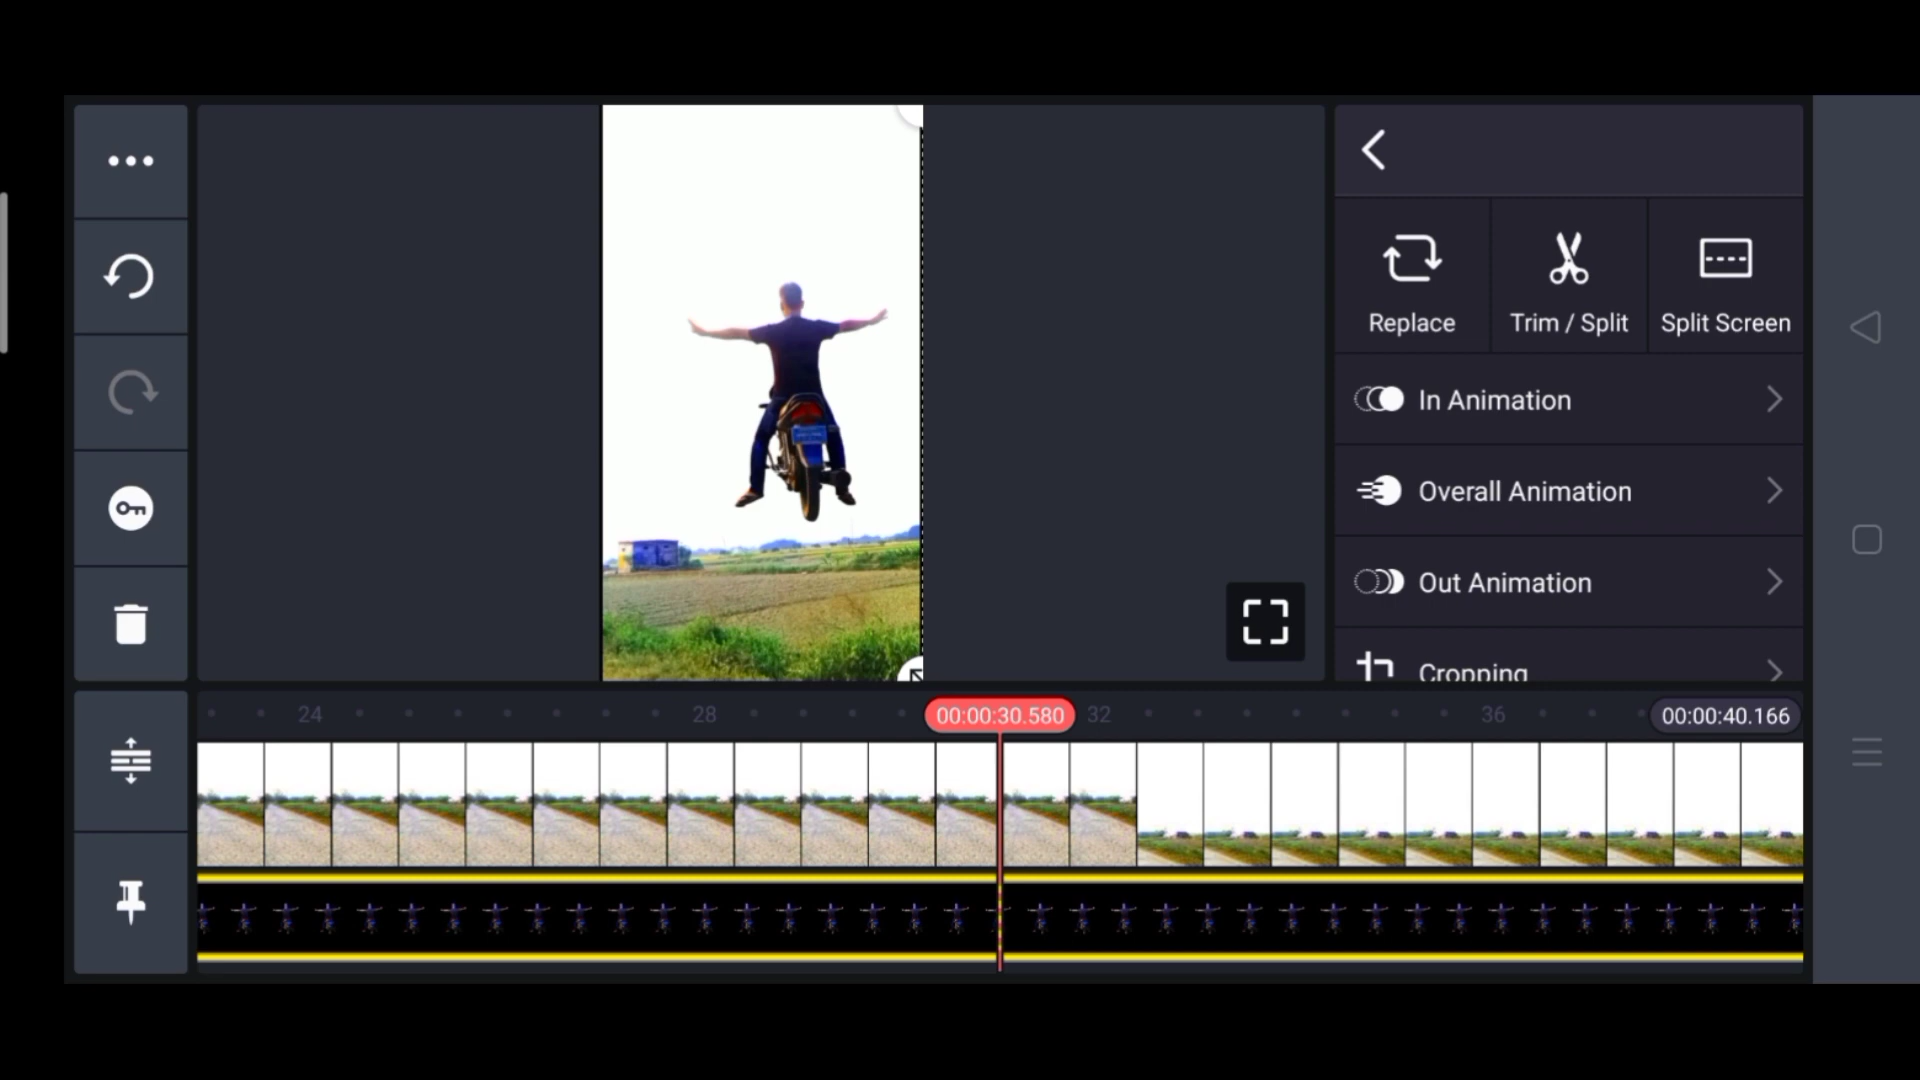 Replace
Trim / Split
Split Screen
In Animation
Overall Animation
Out Animation
Cropping
24
28
00:00:30.580
32
36
00:00:40.166